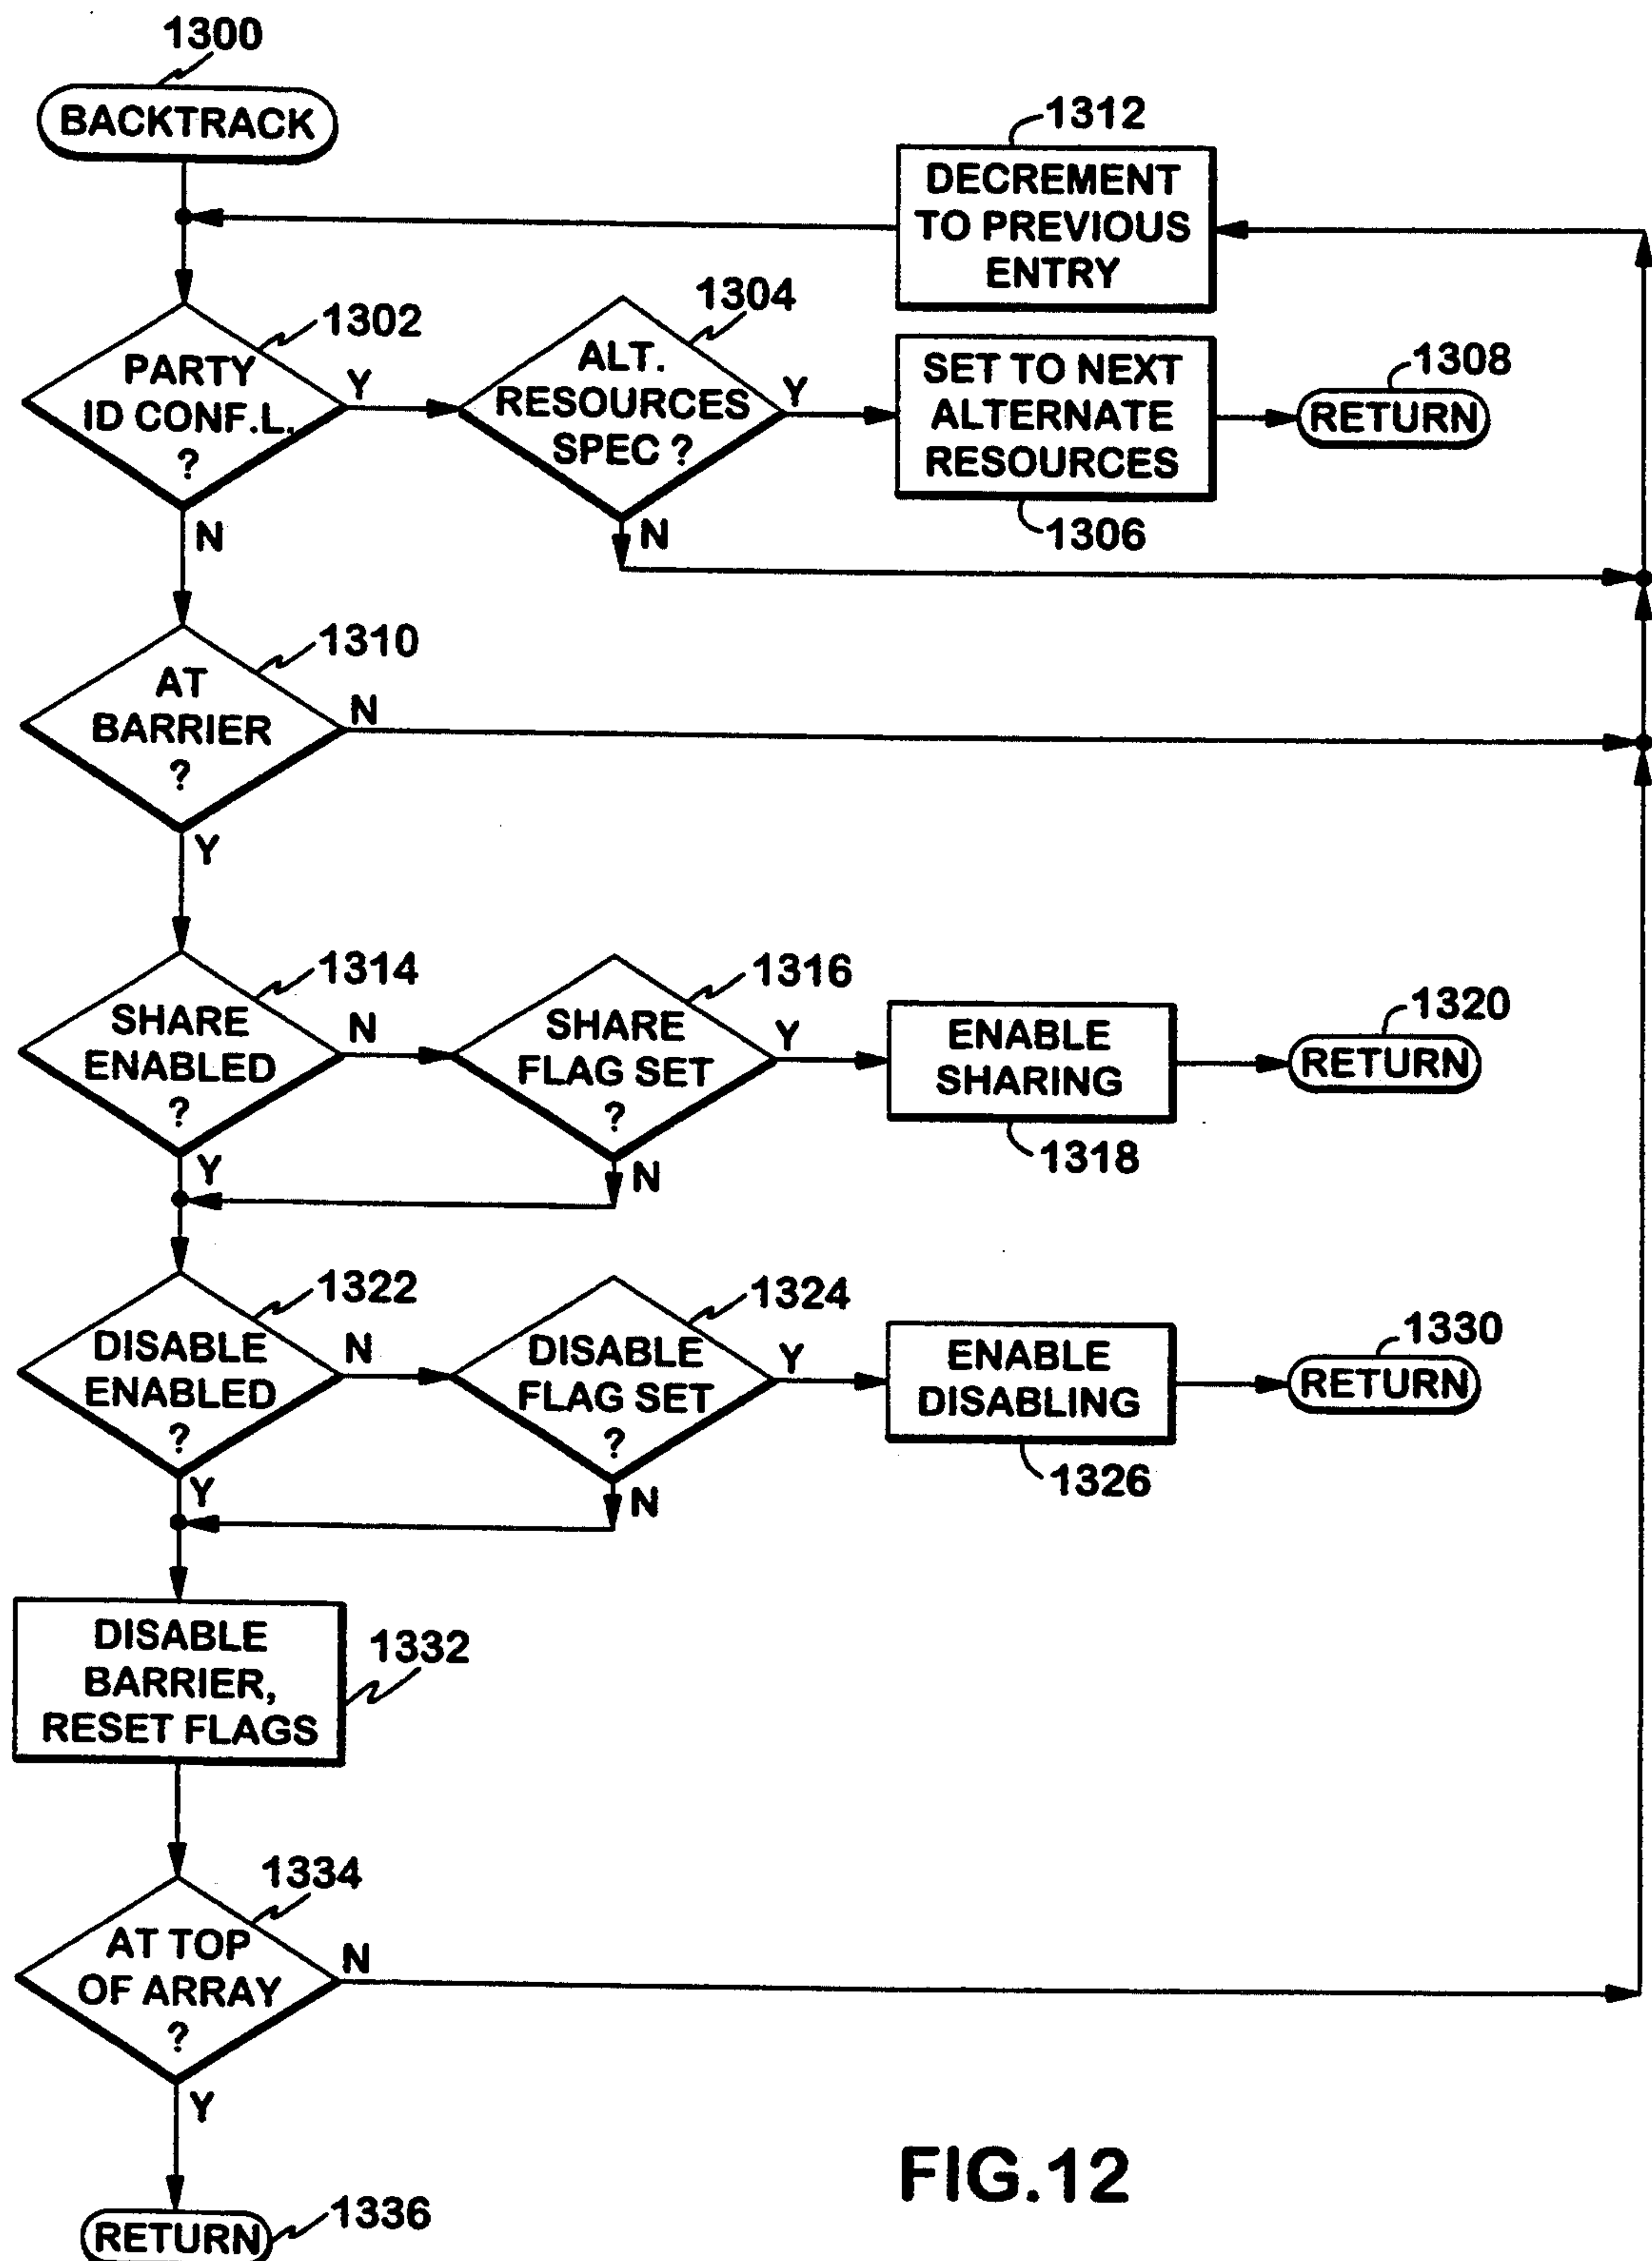 1300
BACKTRACK
1312
DECREMENT
TO PREVIOUS
ENTRY
1302
PARTY
ID CONF.L.
?
Y
N
1304
ALT.
RESOURCES
SPEC ?
Y
N
SET TO NEXT
ALTERNATE
RESOURCES
1306
1308
RETURN
1310
AT
BARRIER
?
N
Y
1314
SHARE
ENABLED
?
N
Y
1316
SHARE
FLAG SET
?
Y
N
ENABLE
SHARING
1318
1320
RETURN
1322
DISABLE
ENABLED
?
N
Y
1324
DISABLE
FLAG SET
?
Y
N
ENABLE
DISABLING
1326
1330
RETURN
DISABLE
BARRIER,
RESET FLAGS
1332
1334
AT TOP
OF ARRAY
?
N
Y
RETURN
1336
FIG.12